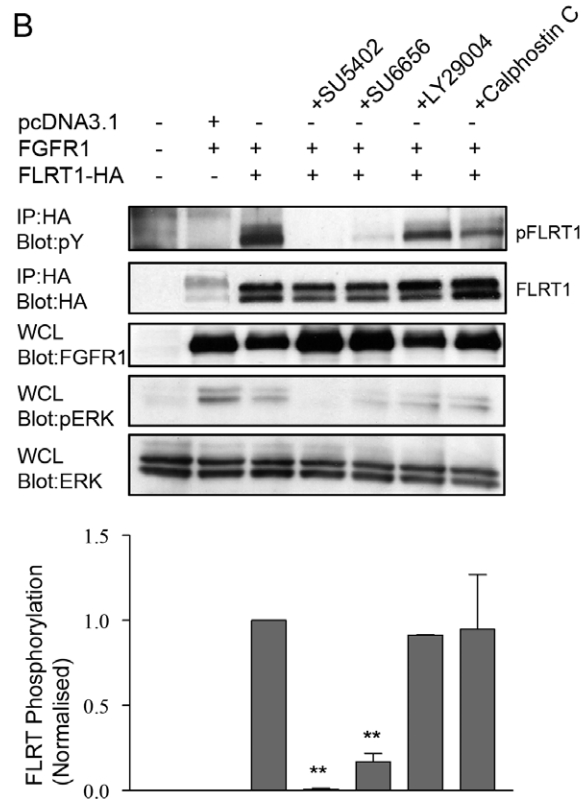 B
+SU5402
+SU6656
+LY29004
+Calphostin C
pcDNA3.1 - + - - - - -
FGFR1 - + + + + + +
FLRT1-HA - - + + + + +
IP:HA
Blot:pY
pFLRT1
IP:HA
Blot:HA
FLRT1
WCL
Blot:FGFR1
WCL
Blot:pERK
WCL
Blot:ERK
FLRT Phosphorylation
(Normalised)
1.5
1.0
0.5
0.0
**
**